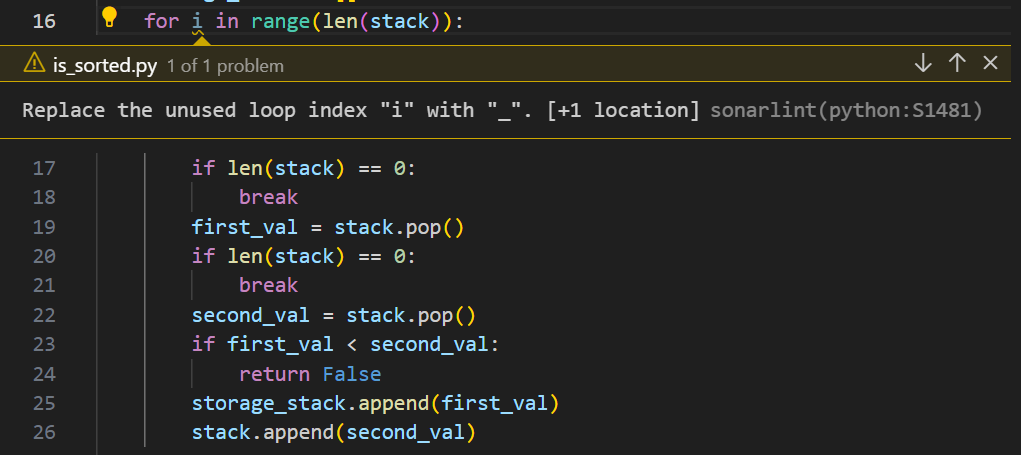 16 for i in range(len(stack)):
is_sorted.py 1 of 1 problem
Replace the unused loop index "i" with "_". [+1 location] sonarlint(python:S1481)
17 if len(stack) == 0:
18 break
19 first_val = stack.pop()
20 if len(stack) == 0:
21 break
22 second_val = stack.pop()
23 if first_val < second_val:
24 return False
25 storage_stack.append(first_val)
26 stack.append(second_val)